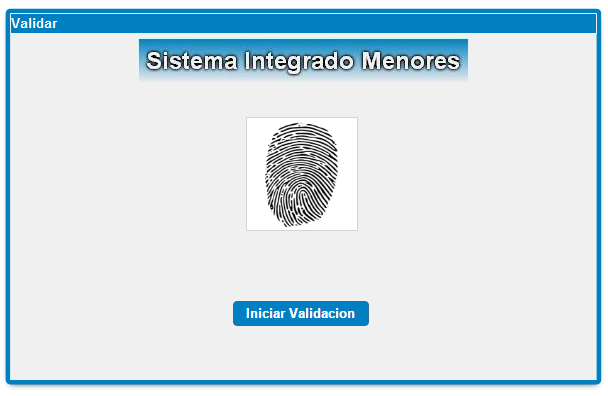 Validar
Sistema Integrado Menores
Iniciar Validacion